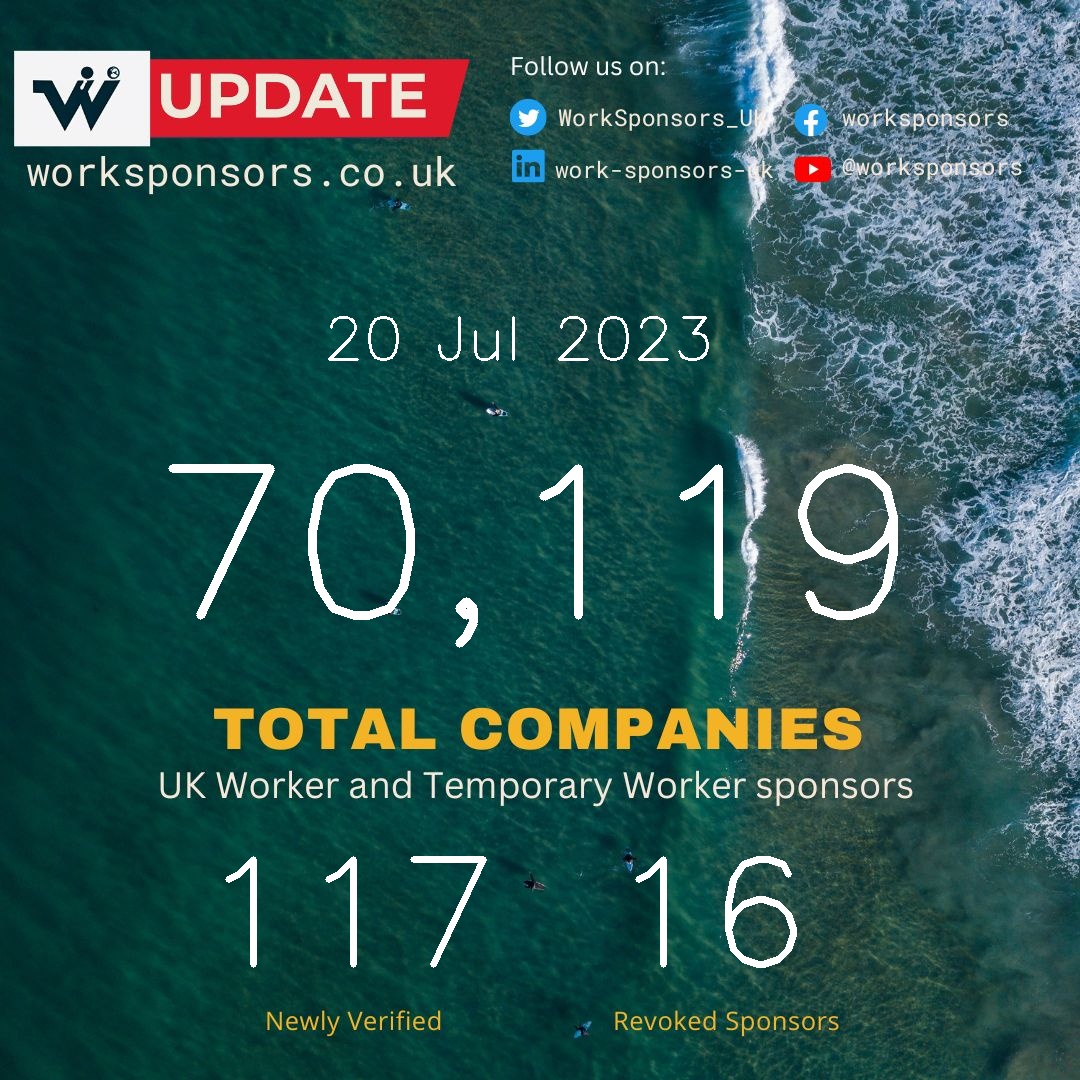 UPDATE
worksponsors.co.uk
Follow us on:
WorkSponsors_UK
worksponsors
work-sponsors-uk
@worksponsors
20 Jul 2023
70,119
TOTAL COMPANIES
UK Worker and Temporary Worker sponsors
117 16
Newly Verified Revoked Sponsors